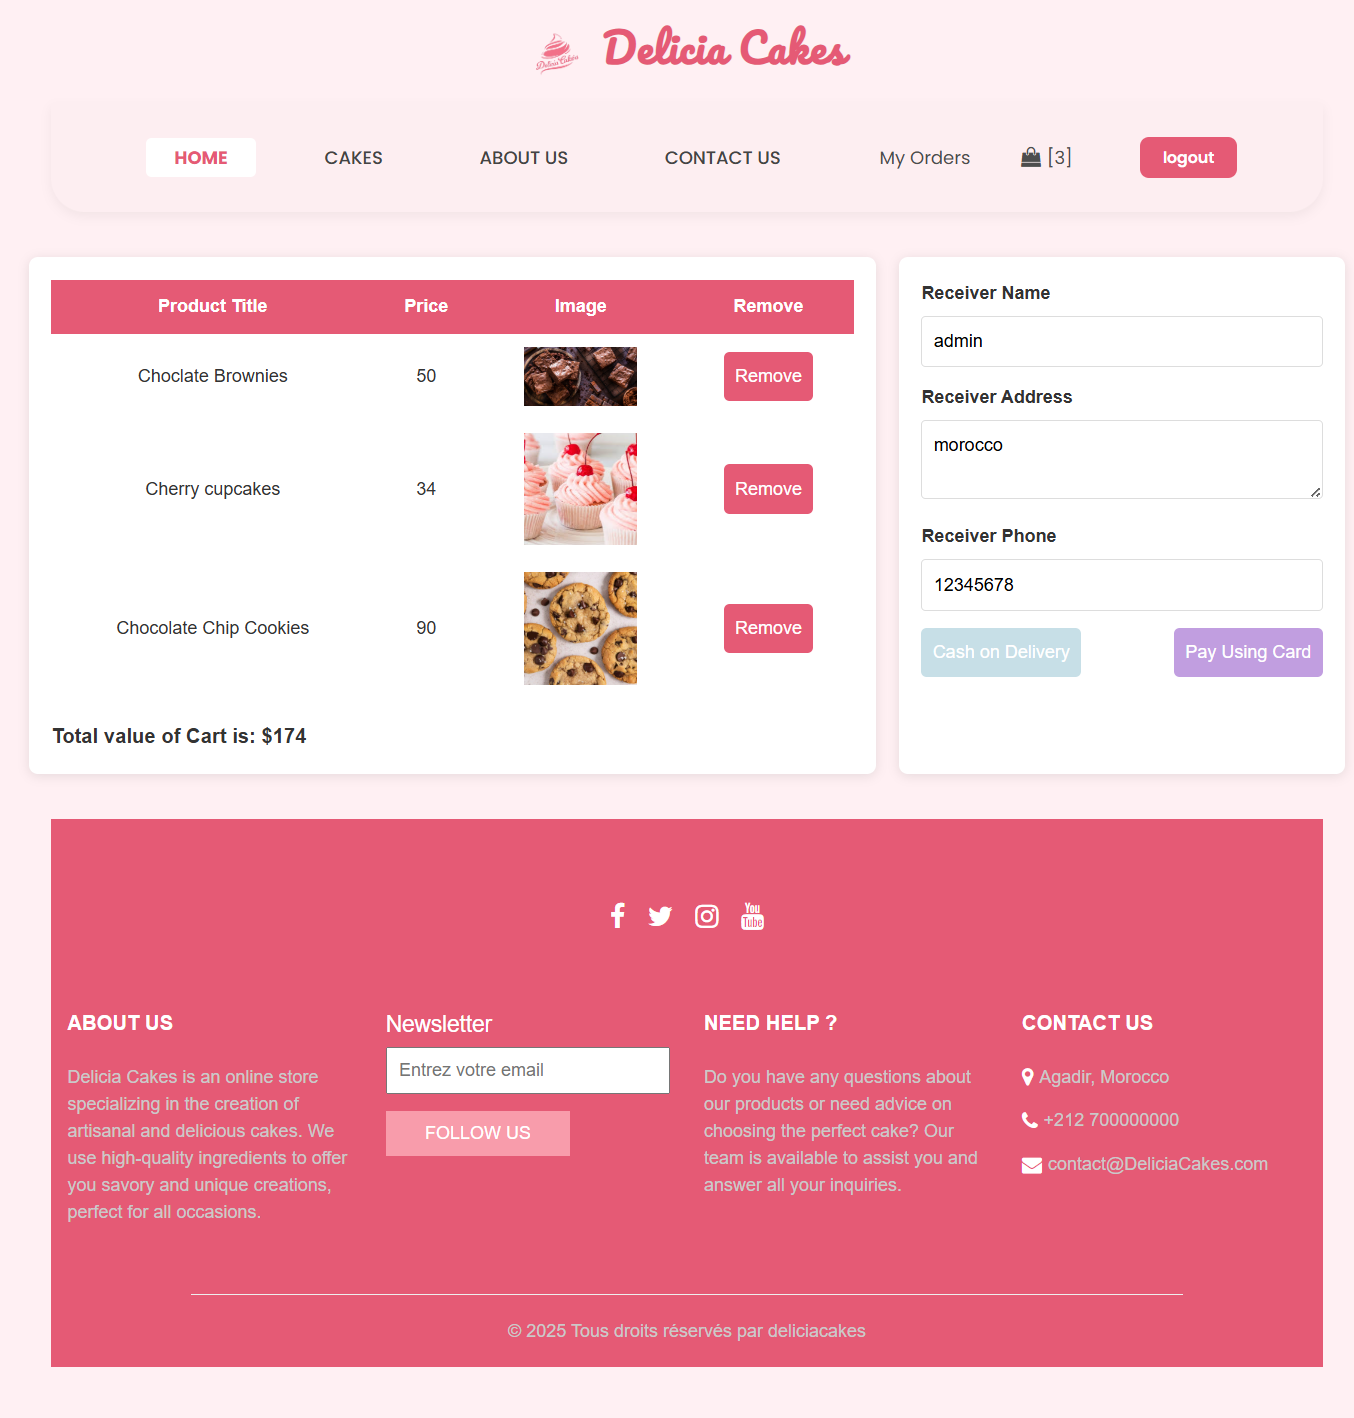 Delicia Cakes
Delicia Cakes
HOME CAKES ABOUT US CONTACT US My Orders [3] logout
Product Title Price Image Remove
Choclate Brownies 50 Remove
Cherry cupcakes 34 Remove
Chocolate Chip Cookies 90 Remove
Total value of Cart is: $174
Receiver Name
admin
Receiver Address
morocco
Receiver Phone
12345678
Cash on Delivery Pay Using Card
You
Tube
ABOUT US
Delicia Cakes is an online store
specializing in the creation of
artisanal and delicious cakes. We
use high-quality ingredients to offer
you savory and unique creations,
perfect for all occasions.
Newsletter
Entrez votre email
FOLLOW US
NEED HELP ?
Do you have any questions about
our products or need advice on
choosing the perfect cake? Our
team is available to assist you and
answer all your inquiries.
CONTACT US
Agadir, Morocco
+212 700000000
contact@DeliciaCakes.com
© 2025 Tous droits réservés par deliciacakes